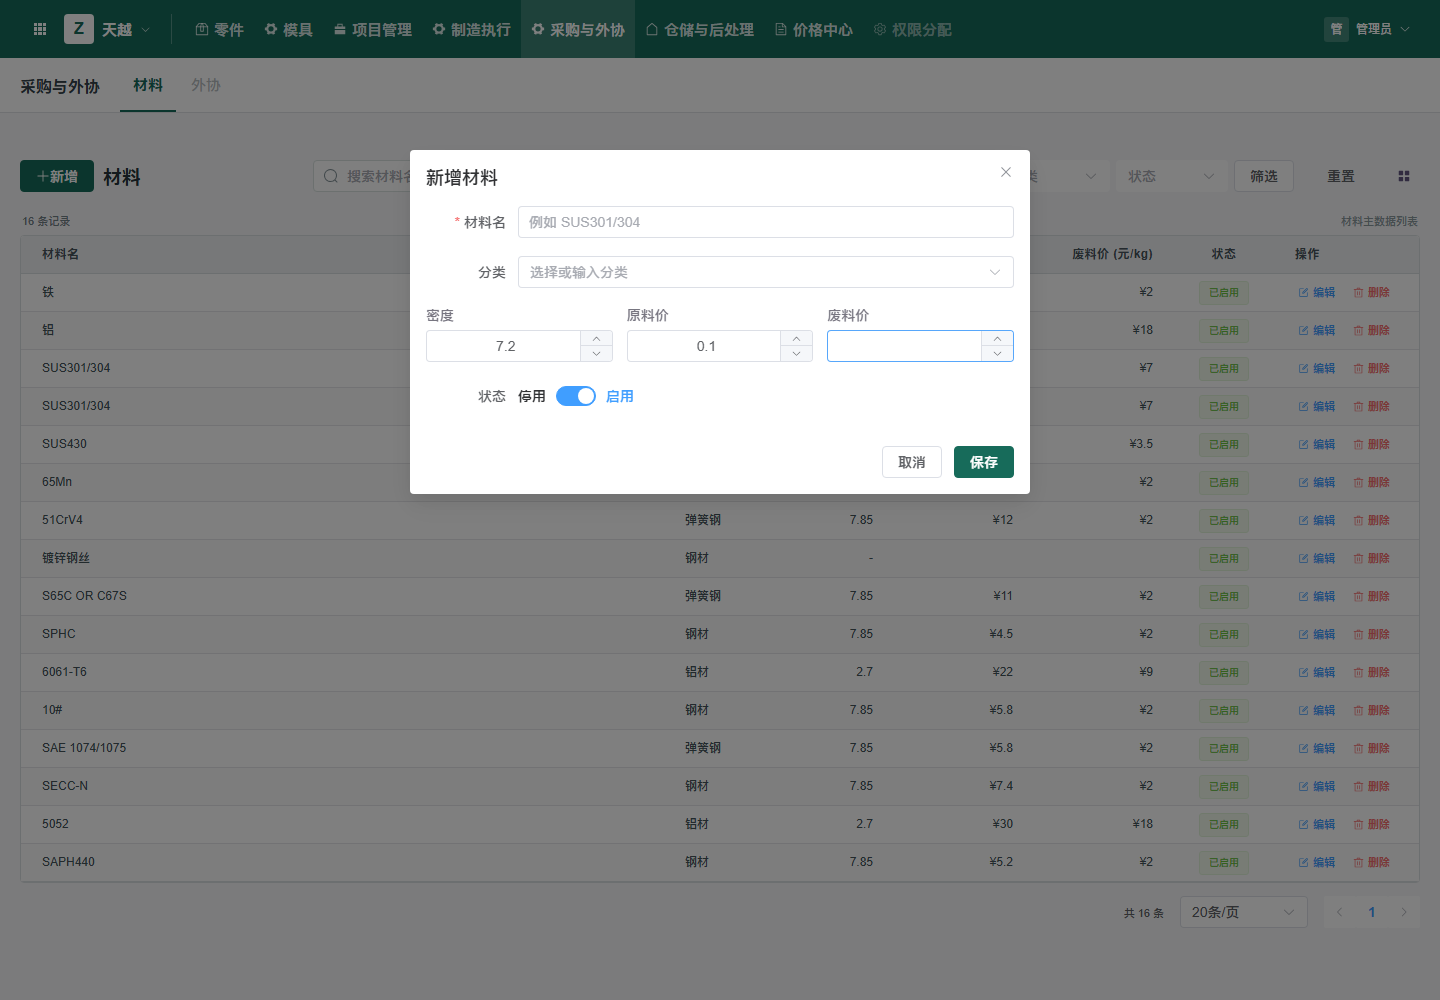 Z 天越 零件 模具 项目管理 制造执行 采购与外协 仓储与后处理 价格中心 权限分配 管 管理员
采购与外协 材料 外协
新增 材料 搜索材料名 类 状态 筛选 重置
16 条记录 材料主数据列表
材料名 废料价 (元/kg) 状态 操作
铁 ¥2 已启用 编辑 删除
铝 ¥18 已启用 编辑 删除
SUS301/304 ¥7 已启用 编辑 删除
SUS301/304 ¥7 已启用 编辑 删除
SUS430 ¥3.5 已启用 编辑 删除
65Mn ¥2 已启用 编辑 删除
51CrV4 弹簧钢 7.85 ¥12 ¥2 已启用 编辑 删除
镀锌钢丝 钢材 - 已启用 编辑 删除
S65C OR C67S 弹簧钢 7.85 ¥11 ¥2 已启用 编辑 删除
SPHC 钢材 7.85 ¥4.5 ¥2 已启用 编辑 删除
6061-T6 铝材 2.7 ¥22 ¥9 已启用 编辑 删除
10# 钢材 7.85 ¥5.8 ¥2 已启用 编辑 删除
SAE 1074/1075 弹簧钢 7.85 ¥5.8 ¥2 已启用 编辑 删除
SECC-N 钢材 7.85 ¥7.4 ¥2 已启用 编辑 删除
5052 铝材 2.7 ¥30 ¥18 已启用 编辑 删除
SAPH440 钢材 7.85 ¥5.2 ¥2 已启用 编辑 删除
共 16 条 20条/页 1
新增材料
* 材料名 例如 SUS301/304
分类 选择或输入分类
密度 原料价 废料价
7.2 0.1
状态 停用 启用
取消 保存